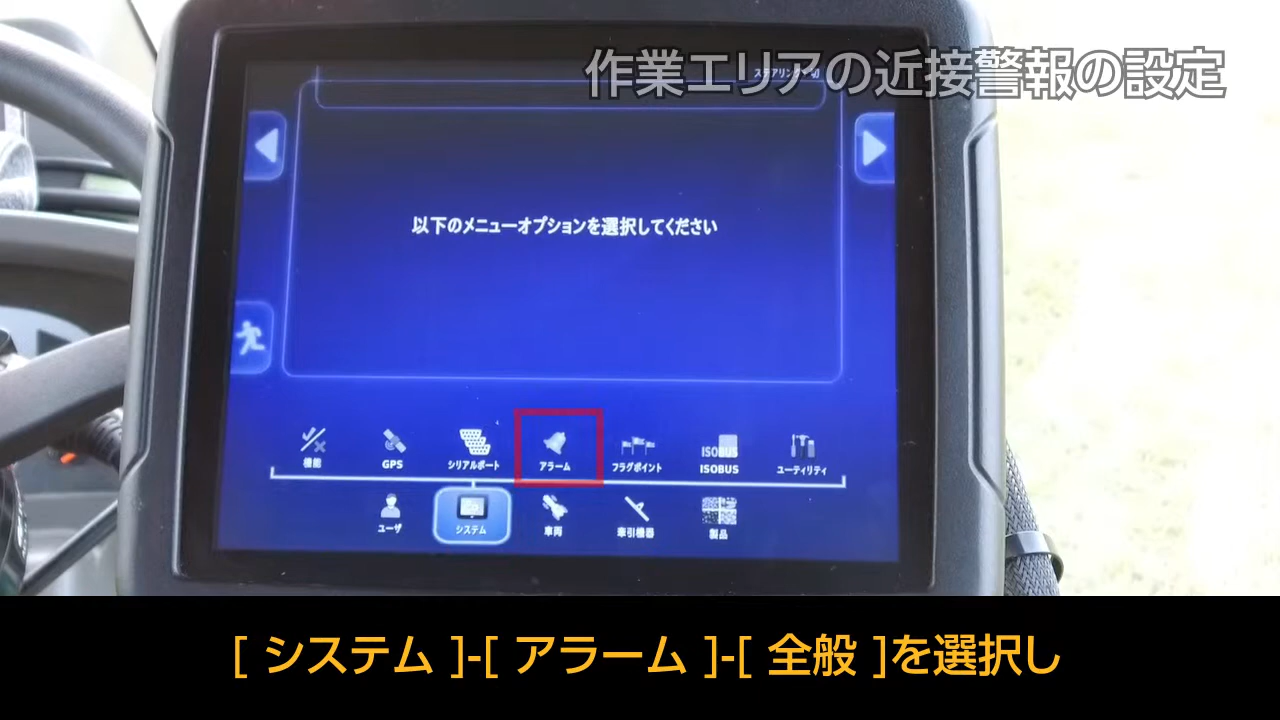 作業エリアの近接警報の設定
以下のメニューオプションを選択してください
機能 GPS シリアルポート アラーム フラグポイント ISOBUS ISOBUS ユーティリティ
ユーザ システム 車両 牽引機器 製品
[ システム ]-[ アラーム ]-[ 全般 ]を選択し